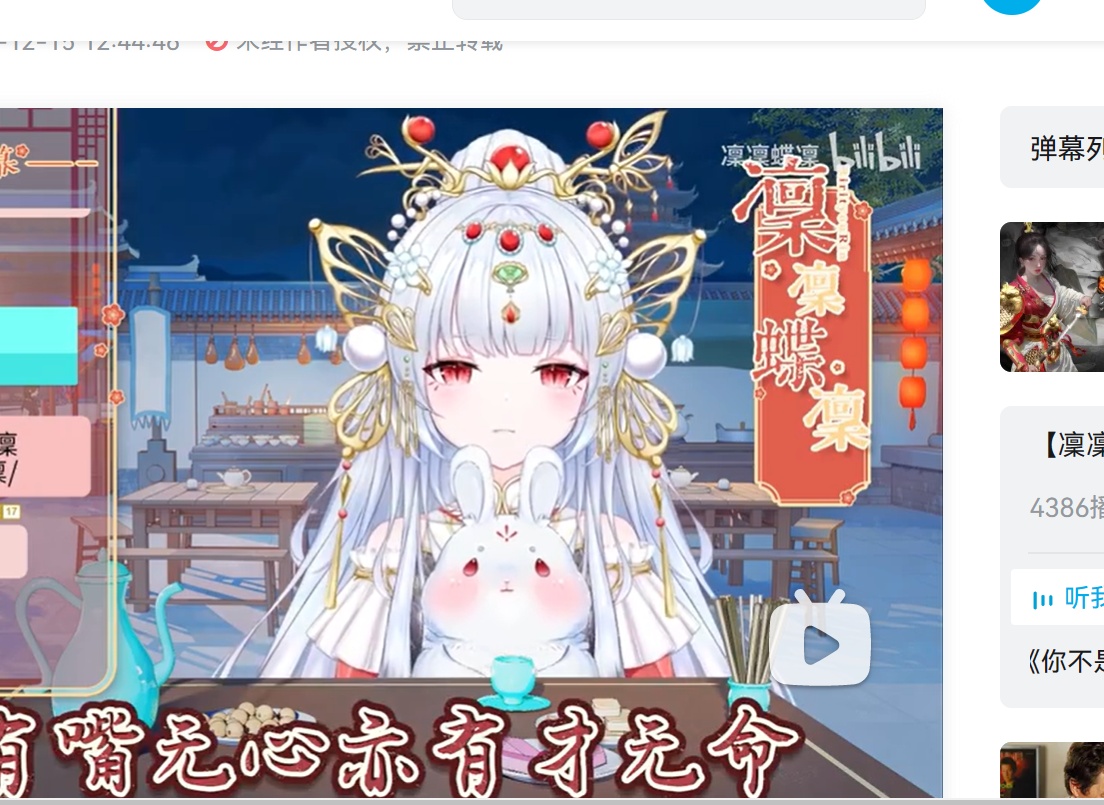 -12-15 12:44:46 未经作者授权，禁止转载
弹幕列
凛凛蝶凛 bilibili
凛凛蝶凛
凛
凛/
17
【凛凛
4386播
听我
《你不是
有嘴无心亦有才无命